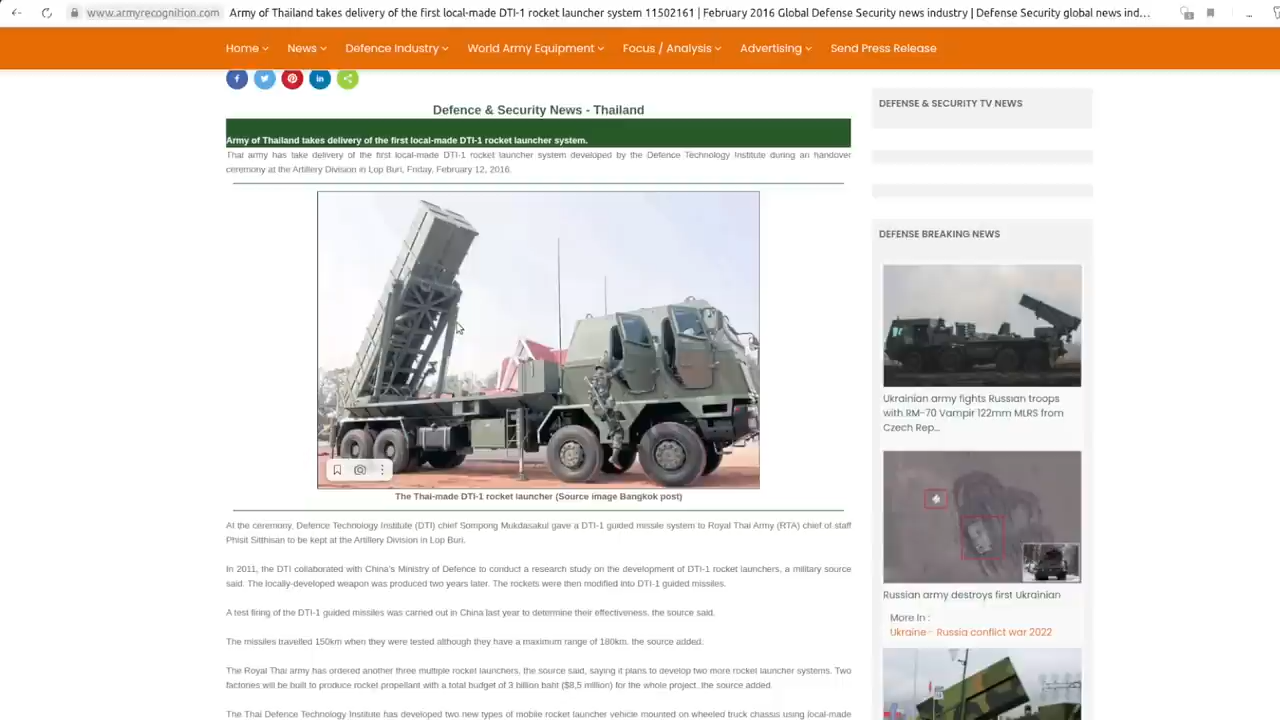 www.armyrecognition.com Army of Thailand takes delivery of the first local-made DTI-1 rocket launcher system 11502161 | February 2016 Global Defense Security news industry | Defense Security global news ind...
Home News Defence Industry World Army Equipment Focus / Analysis Advertising Send Press Release
Defence & Security News - Thailand
Army of Thailand takes delivery of the first local-made DTI-1 rocket launcher system.
Thai army has take delivery of the first local-made DTI-1 rocket launcher system developed by the Defence Technology Institute during an handover
ceremony at the Artillery Division in Lop Buri, Friday, February 12, 2016.
The Thai-made DTI-1 rocket launcher (Source image Bangkok post)
At the ceremony, Defence Technology Institute (DTI) chief Sompong Mukdasakul gave a DTI-1 guided missile system to Royal Thai Army (RTA) chief of staff
Phisit Sitthisan to be kept at the Artillery Division in Lop Buri.
In 2011, the DTI collaborated with China's Ministry of Defence to conduct a research study on the development of DTI-1 rocket launchers, a military source
said. The locally-developed weapon was produced two years later. The rockets were then modified into DTI-1 guided missiles.
A test firing of the DTI-1 guided missiles was carried out in China last year to determine their effectiveness, the source said.
The missiles travelled 150km when they were tested although they have a maximum range of 180km, the source added.
The Royal Thai army has ordered another three multiple rocket launchers, the source said, saying it plans to develop two more rocket launcher systems. Two
factories will be built to produce rocket propellant with a total budget of 3 billion baht ($8,5 million) for the whole project, the source added.
The Thai Defence Technology Institute has developed two new types of mobile rocket launcher vehicle mounted on wheeled truck chassis using local-made
DEFENSE & SECURITY TV NEWS
DEFENSE BREAKING NEWS
Ukrainian army fights Russian troops
with RM-70 Vampir 122mm MLRS from
Czech Rep...
Russian army destroys first Ukrainian
More In :
Ukraine - Russia conflict war 2022